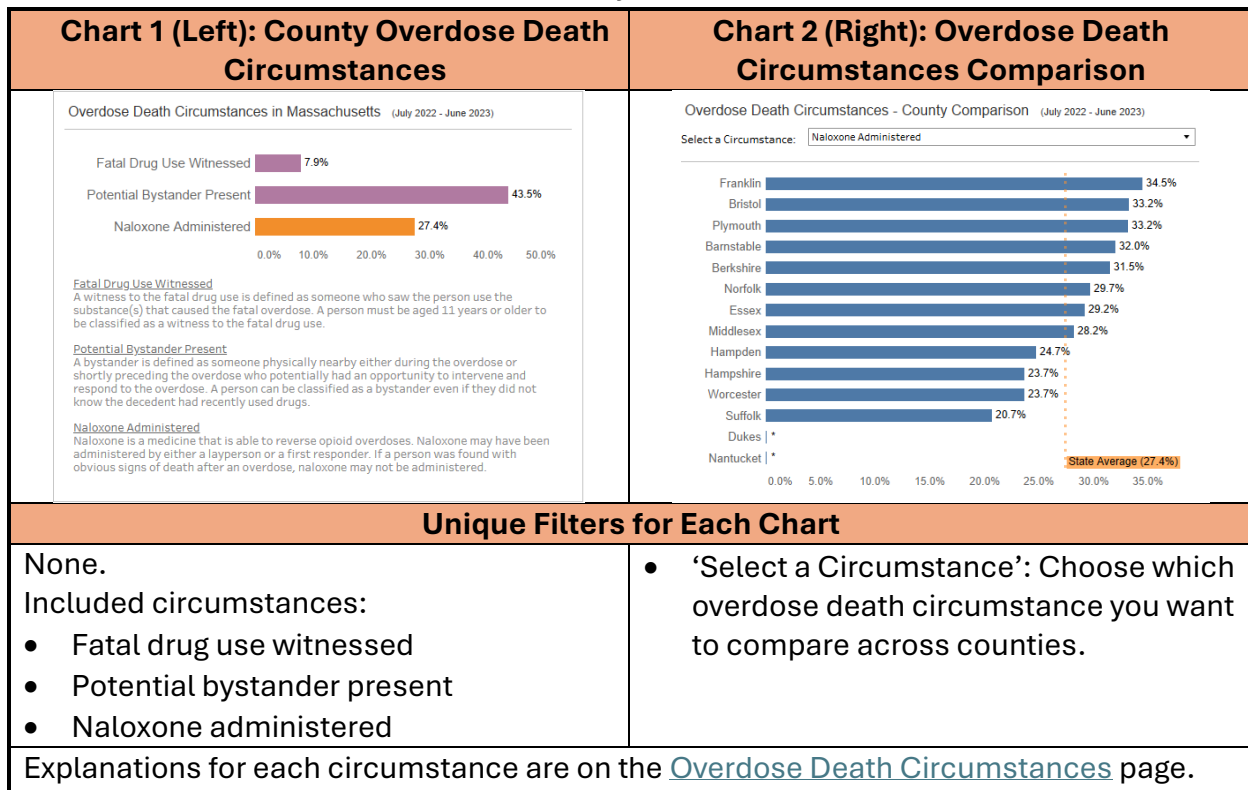 Chart 1 (Left): County Overdose Death
Circumstances
Chart 2 (Right): Overdose Death
Circumstances Comparison
Overdose Death Circumstances in Massachusetts (July 2022 - June 2023)
Fatal Drug Use Witnessed 7.9%
Potential Bystander Present 43.5%
Naloxone Administered 27.4%
0.0% 10.0% 20.0% 30.0% 40.0% 50.0%
Fatal Drug Use Witnessed
A witness to the fatal drug use is defined as someone who saw the person use the
substance(s) that caused the fatal overdose. A person must be aged 11 years or older to
be classified as a witness to the fatal drug use.
Potential Bystander Present
A bystander is defined as someone physically nearby either during the overdose or
shortly preceding the overdose who potentially had an opportunity to intervene and
respond to the overdose. A person can be classified as a bystander even if they did not
know the decedent had recently used drugs.
Naloxone Administered
Naloxone is a medicine that is able to reverse opioid overdoses. Naloxone may have been
administered by either a layperson or a first responder. If a person was found with
obvious signs of death after an overdose, naloxone may not be administered.
Overdose Death Circumstances - County Comparison (July 2022 - June 2023)
Select a Circumstance: Naloxone Administered
Franklin 34.5%
Bristol 33.2%
Plymouth 33.2%
Barnstable 32.0%
Berkshire 31.5%
Norfolk 29.7%
Essex 29.2%
Middlesex 28.2%
Hampden 24.7%
Hampshire 23.7%
Worcester 23.7%
Suffolk 20.7%
Dukes *
Nantucket *
State Average (27.4%)
0.0% 5.0% 10.0% 15.0% 20.0% 25.0% 30.0% 35.0%
Unique Filters for Each Chart
None.
Included circumstances:
• Fatal drug use witnessed
• Potential bystander present
• Naloxone administered
• ‘Select a Circumstance’: Choose which
overdose death circumstance you want
to compare across counties.
Explanations for each circumstance are on the Overdose Death Circumstances page.